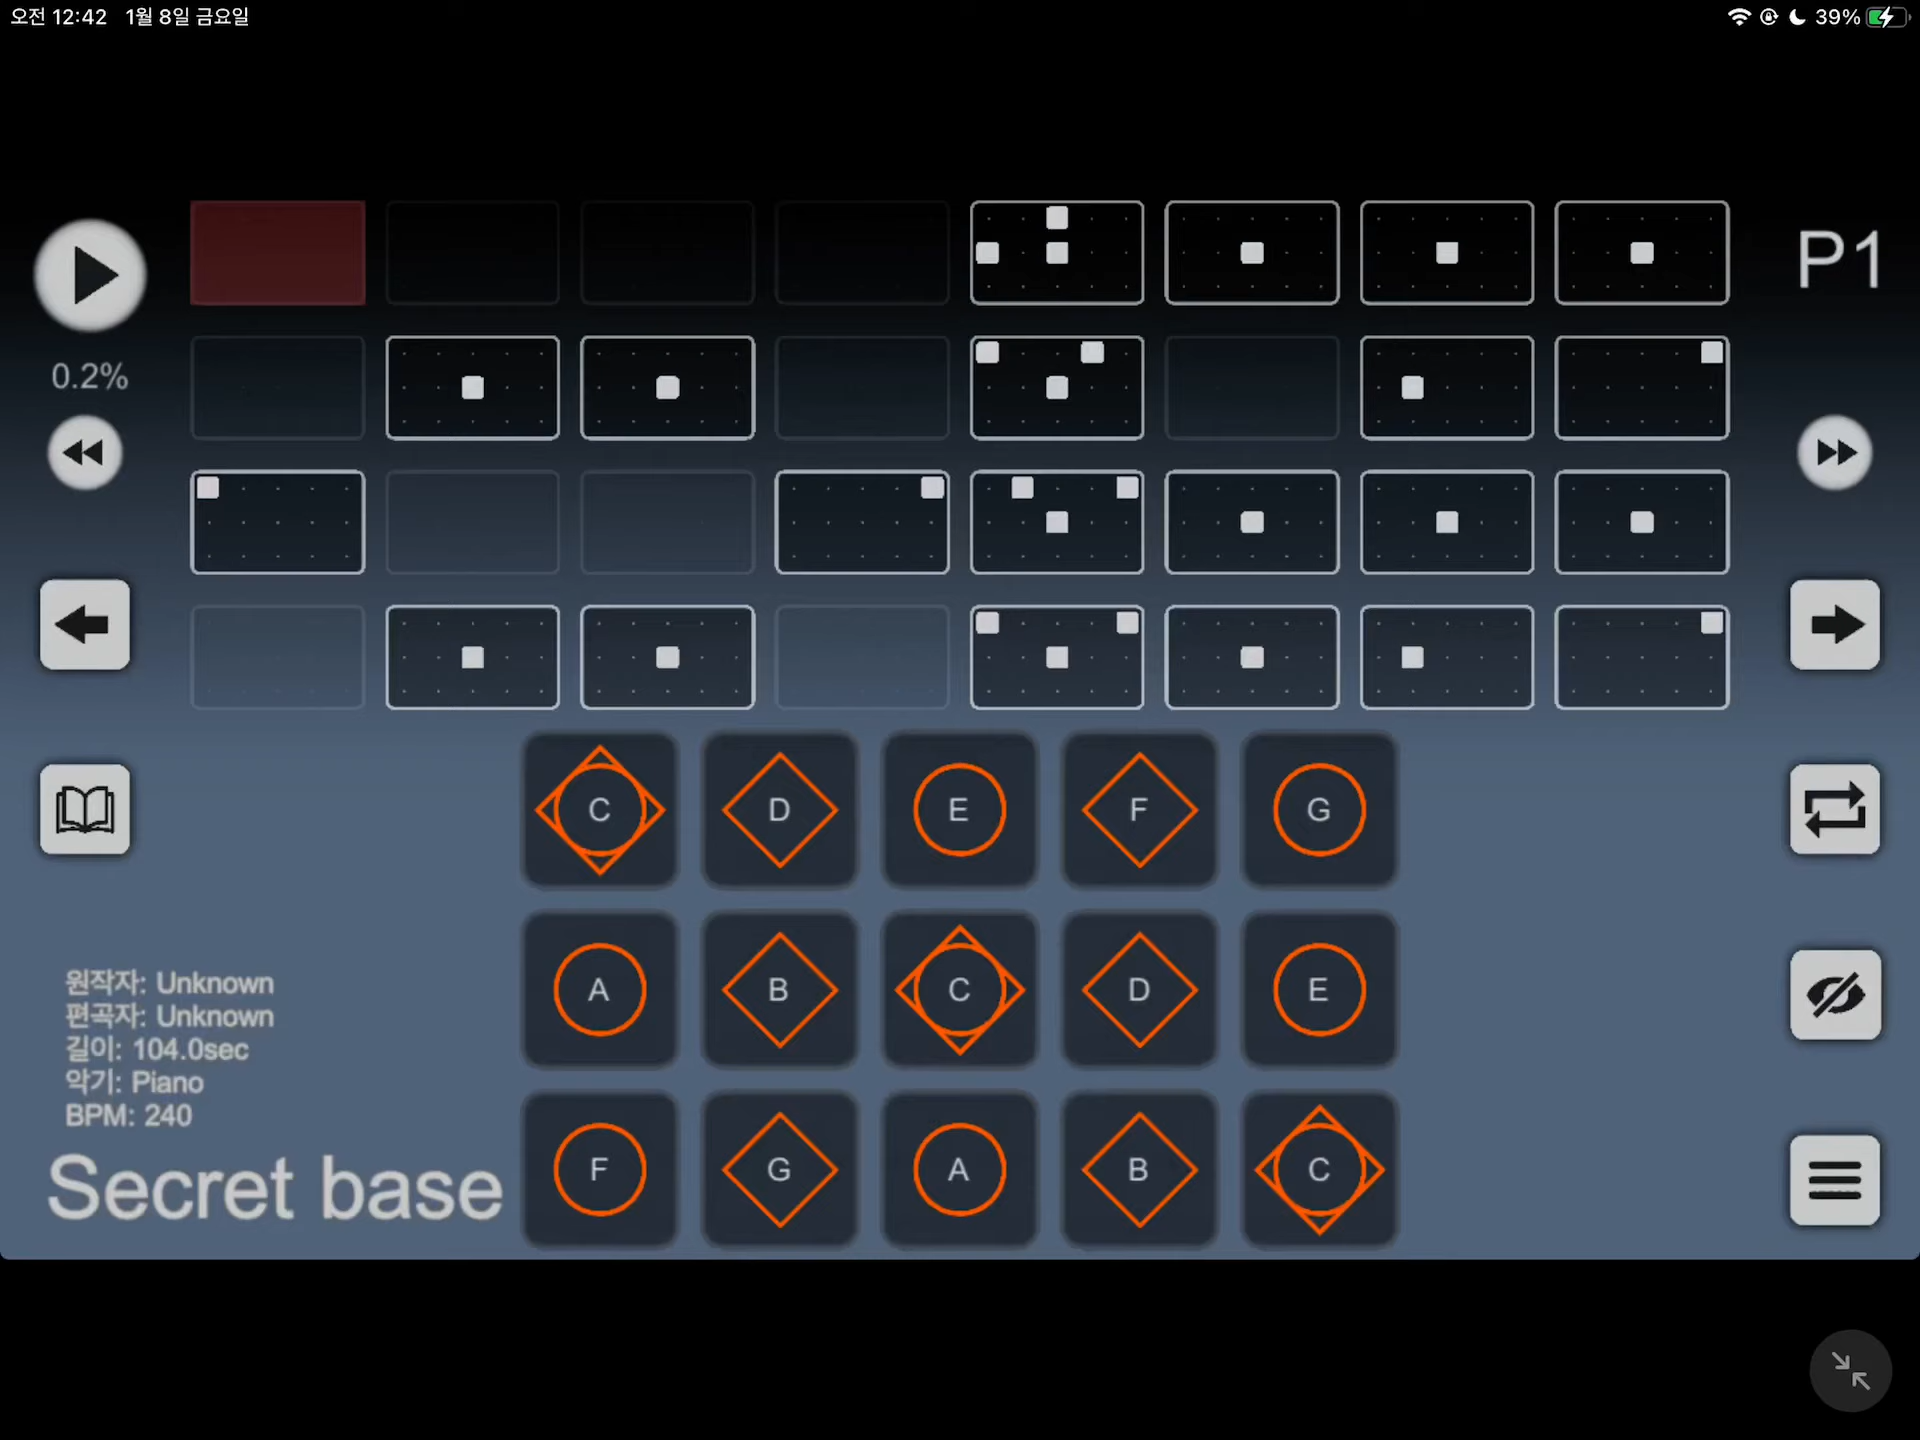 오전 12:42 1월 8일 금요일
39%
P1
0.2%
C D E F G
A B C D E
F G A B C
원작자: Unknown
편곡자: Unknown
길이: 104.0sec
악기: Piano
BPM: 240
Secret base